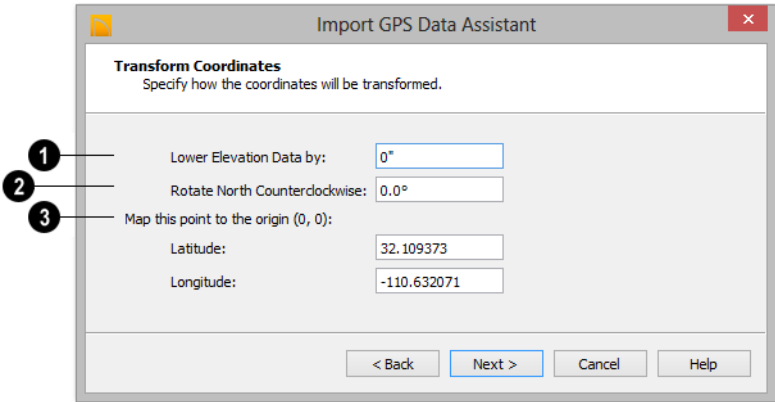 Import GPS Data Assistant
Transform Coordinates
Specify how the coordinates will be transformed.
1 Lower Elevation Data by: 0"
2 Rotate North Counterclockwise: 0.0°
3 Map this point to the origin (0, 0):
Latitude: 32.109373
Longitude: -110.632071
< Back Next > Cancel Help